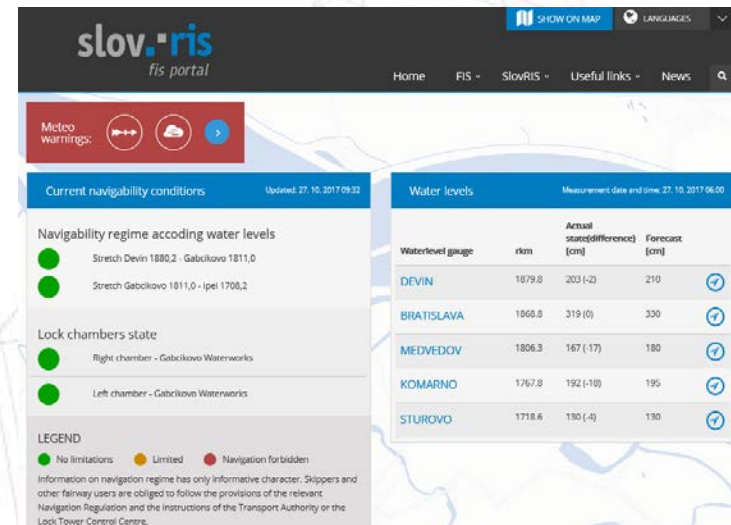 SHOW ON MAP
LANGUAGES
slov ris
fis portal
Home FIS SlovRIS Useful links News
Meteo
warnings:
Current navigability conditions Updated: 27. 10. 2017 09:32
Navigability regime accoding water levels
Stretch Devin 1880,2 - Gabcikovo 1811,0
Stretch Gabcikovo 1811,0 - Ipel 1708,2
Lock chambers state
Right chamber - Gabcikovo Waterworks
Left chamber - Gabcikovo Waterworks
LEGEND
No limitations Limited Navigation forbidden
Information on navigation regime has only informative character. Skippers and
other fairway users are obliged to follow the provisions of the relevant
Navigation Regulation and the instructions of the Transport Authority or the
Lock Tower Control Centre.
Water levels Measurement date and time: 27. 10. 2017 06:00
Actual
state(difference) Forecast
Waterlevel gauge rkm [cm] [cm]
DEVIN 1879.8 203 (-2) 210
BRATISLAVA 1868.8 319 (0) 330
MEDVEDOV 1806.3 167 (-17) 180
KOMARNO 1767.8 192 (-18) 195
STUROVO 1718.6 130 (-4) 130